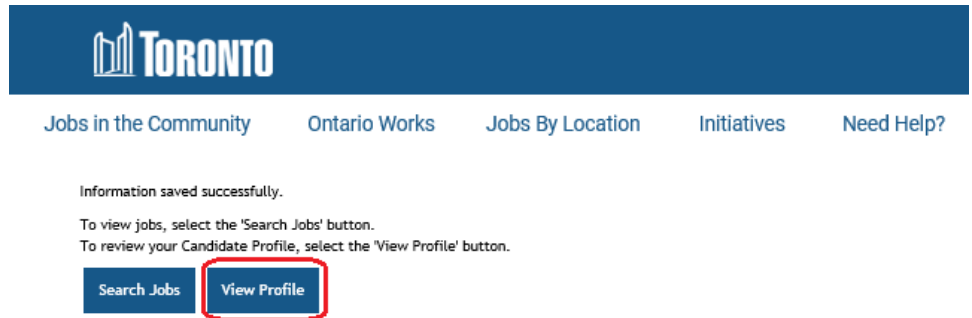 TORONTO
Jobs in the Community Ontario Works Jobs By Location Initiatives Need Help?
Information saved successfully.
To view jobs, select the 'Search Jobs' button.
To review your Candidate Profile, select the 'View Profile' button.
Search Jobs View Profile